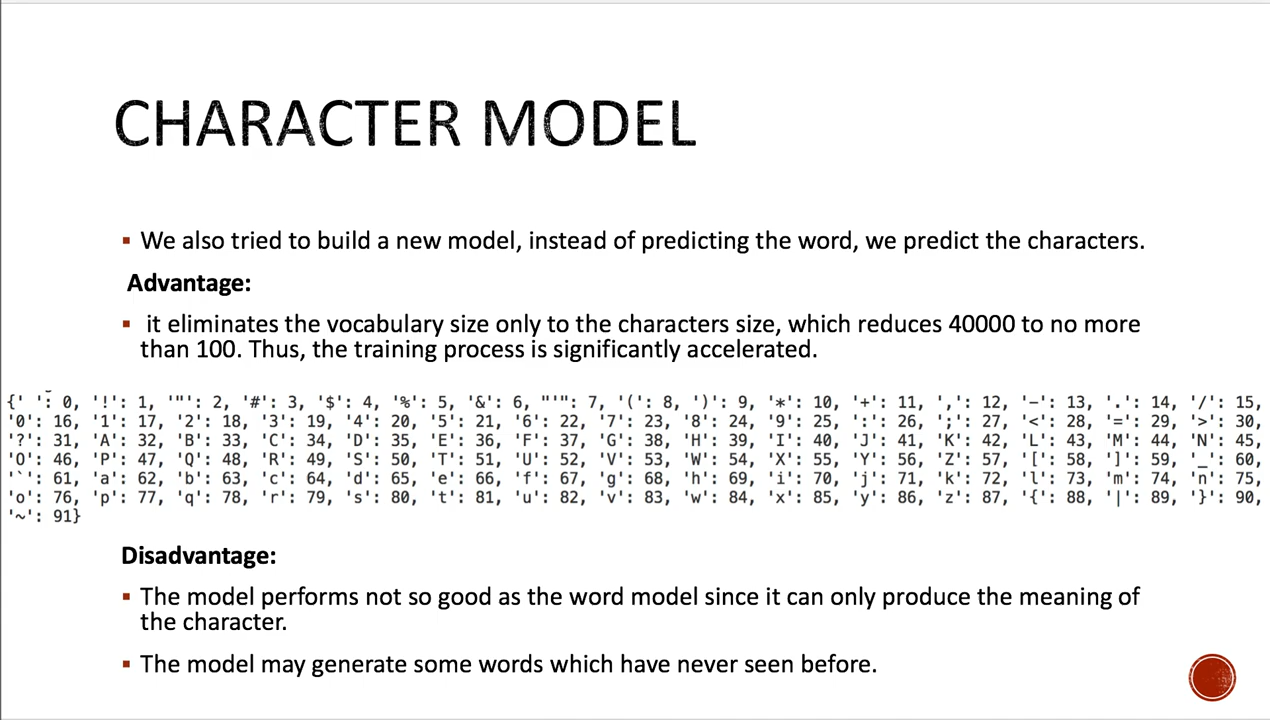 CHARACTER MODEL
▪ We also tried to build a new model, instead of predicting the word, we predict the characters.
Advantage:
▪ it eliminates the vocabulary size only to the characters size, which reduces 40000 to no more
than 100. Thus, the training process is significantly accelerated.
{' ': 0, '!': 1, '"': 2, '#': 3, '$': 4, '%': 5, '&': 6, "'": 7, '(': 8, ')': 9, '*': 10, '+': 11, ',': 12, '-': 13, '.': 14, '/': 15,
'0': 16, '1': 17, '2': 18, '3': 19, '4': 20, '5': 21, '6': 22, '7': 23, '8': 24, '9': 25, ':': 26, ';': 27, '<': 28, '=': 29, '>': 30,
'?': 31, 'A': 32, 'B': 33, 'C': 34, 'D': 35, 'E': 36, 'F': 37, 'G': 38, 'H': 39, 'I': 40, 'J': 41, 'K': 42, 'L': 43, 'M': 44, 'N': 45,
'O': 46, 'P': 47, 'Q': 48, 'R': 49, 'S': 50, 'T': 51, 'U': 52, 'V': 53, 'W': 54, 'X': 55, 'Y': 56, 'Z': 57, '[': 58, ']': 59, '_': 60,
'`': 61, 'a': 62, 'b': 63, 'c': 64, 'd': 65, 'e': 66, 'f': 67, 'g': 68, 'h': 69, 'i': 70, 'j': 71, 'k': 72, 'l': 73, 'm': 74, 'n': 75,
'o': 76, 'p': 77, 'q': 78, 'r': 79, 's': 80, 't': 81, 'u': 82, 'v': 83, 'w': 84, 'x': 85, 'y': 86, 'z': 87, '{': 88, '|': 89, '}': 90,
'~': 91}
Disadvantage:
▪ The model performs not so good as the word model since it can only produce the meaning of
the character.
▪ The model may generate some words which have never seen before.